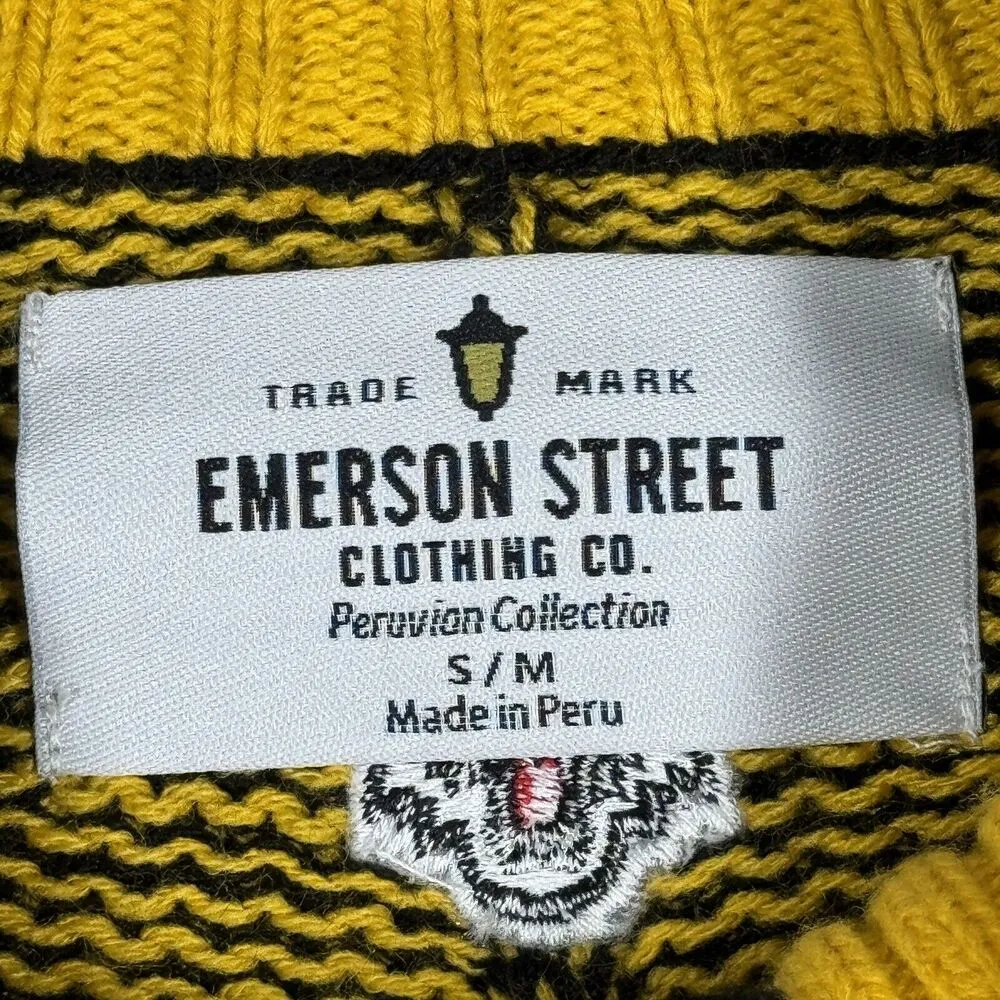 TRADE MARK
EMERSON STREET
CLOTHING CO.
Peruvian Collection
S/M
Made in Peru